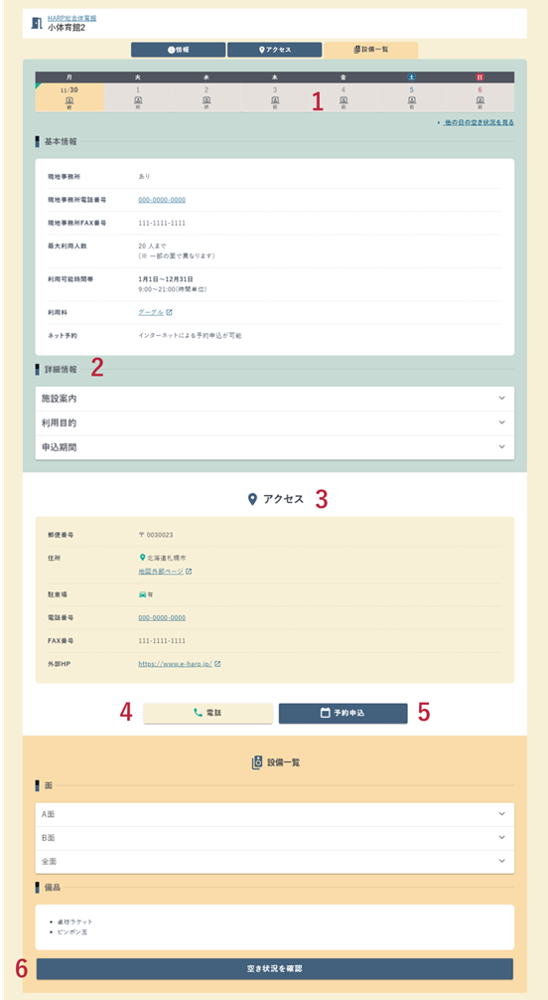 HARP総合体育館
小体育館2
情報 アクセス 設備一覧
月 火 水 木 金 土 日
11/30 1 2 3 4 5 6
1
他の日の空き状況を見る
基本情報
現地事務所 あり
現地事務所電話番号 000-0000-0000
現地事務所FAX番号 111-1111-1111
最大利用人数 20 人まで
(※ 一部の面で異なります)
利用可能時間帯 1月1日～12月31日
9:00～21:00(時間単位)
利用料 グーグル
ネット予約 インターネットによる予約申込が可能
詳細情報 2
施設案内
利用目的
申込期間
アクセス 3
郵便番号 〒 0030023
住所 北海道札幌市
地図外部ページ
駐車場 有
電話番号 000-0000-0000
FAX番号 111-1111-1111
外部HP https://www.e-harp.jp/
4 電話 予約申込 5
設備一覧
面
A面
B面
全面
備品
卓球ラケット
ピンポン玉
6 空き状況を確認